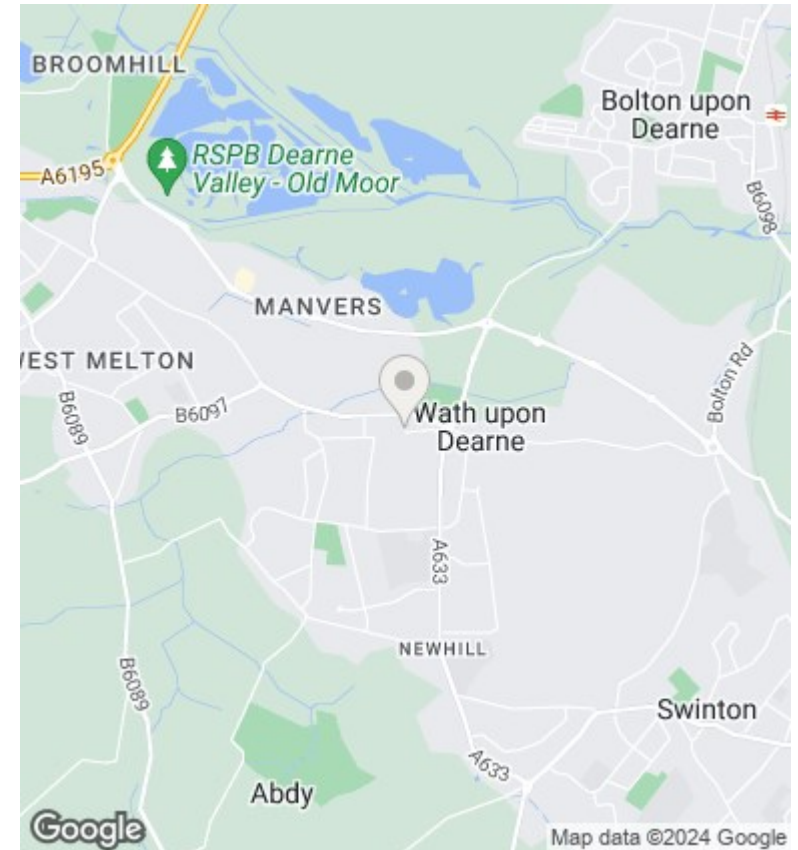 BROOMHILL
Bolton upon
Dearne
A6195
RSPB Dearne
Valley - Old Moor
B6098
MANVERS
/EST MELTON
Bolton Rd
B6089
B6097
Wath upon
Dearne
A633
NEWHILL
B6089
Swinton
A633
Abdy
Google
Map data ©2024 Google